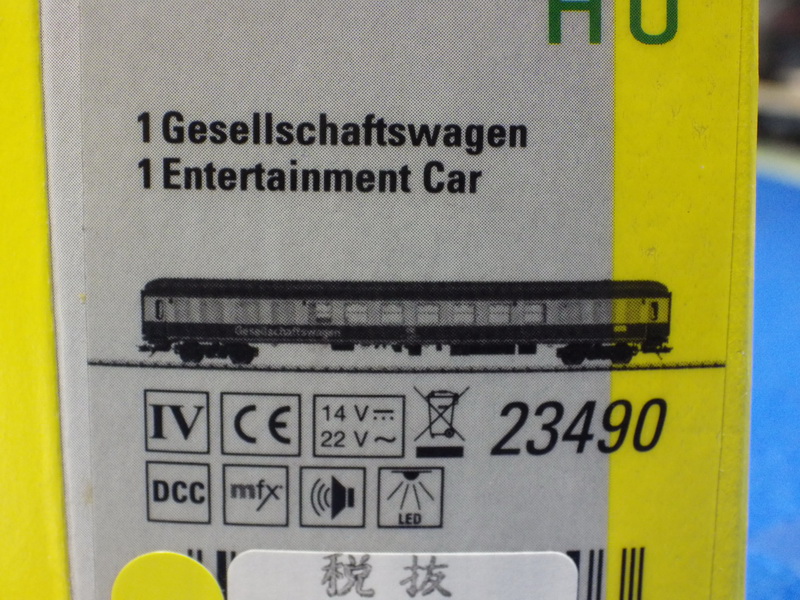 H0
1 Gesellschaftswagen
1 Entertainment Car
Gesellschaftswagen
IV CE 14 V⎓ 23490
22 V ~
DCC mfx LED
税抜